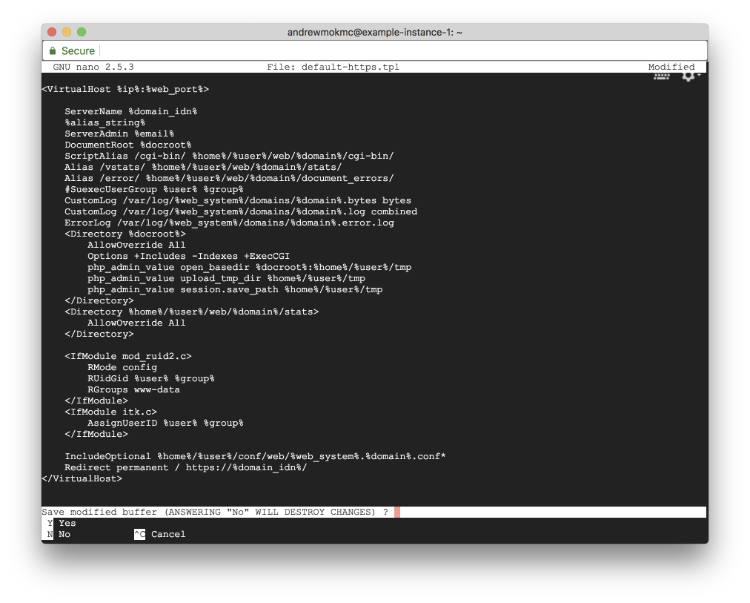 andrewmokmc@example-instance-1: ~
Secure
GNU nano 2.5.3 File: default-https.tpl Modified
<VirtualHost %ip%:%web_port%>
ServerName %domain_idn%
%alias_string%
ServerAdmin %email%
DocumentRoot %docroot%
ScriptAlias /cgi-bin/ %home%/%user%/web/%domain%/cgi-bin/
Alias /vstats/ %home%/%user%/web/%domain%/stats/
Alias /error/ %home%/%user%/web/%domain%/document_errors/
#SuexecUserGroup %user% %group%
CustomLog /var/log/%web_system%/domains/%domain%.bytes bytes
CustomLog /var/log/%web_system%/domains/%domain%.log combined
ErrorLog /var/log/%web_system%/domains/%domain%.error.log
<Directory %docroot%>
AllowOverride All
Options +Includes -Indexes +ExecCGI
php_admin_value open_basedir %docroot%:%home%/%user%/tmp
php_admin_value upload_tmp_dir %home%/%user%/tmp
php_admin_value session.save_path %home%/%user%/tmp
</Directory>
<Directory %home%/%user%/web/%domain%/stats>
AllowOverride All
</Directory>
<IfModule mod_ruid2.c>
RMode config
RUidGid %user% %group%
RGroups www-data
</IfModule>
<IfModule itk.c>
AssignUserID %user% %group%
</IfModule>
IncludeOptional %home%/%user%/conf/web/%web_system%.%domain%.conf*
Redirect permanent / https://%domain_idn%/
</VirtualHost>
Save modified buffer (ANSWERING "No" WILL DESTROY CHANGES) ?
Y Yes
N No ^C Cancel